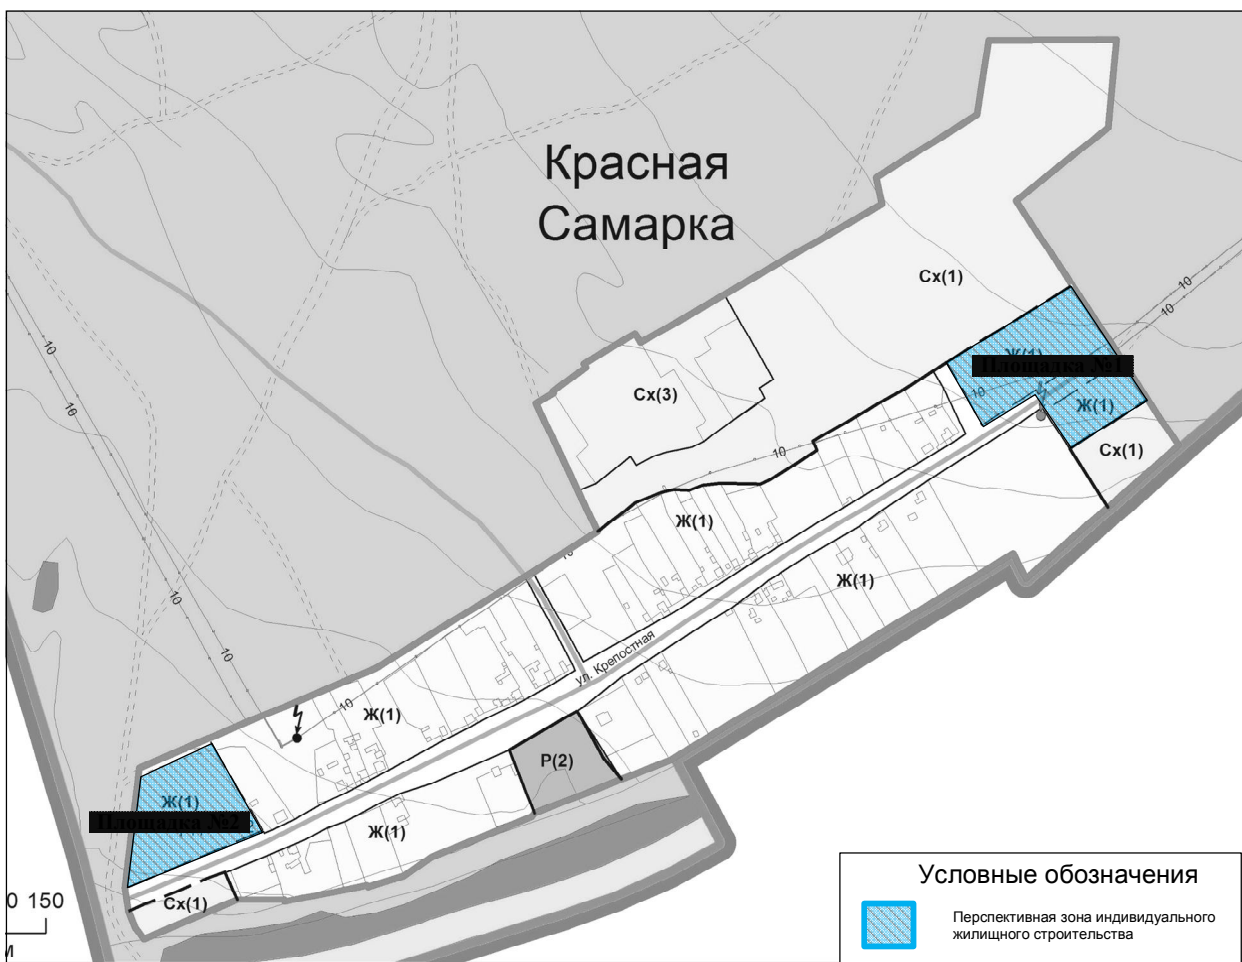 Красная
Самарка
Сх(1)
10
10
Ж(1)
Площадка №1
10
Ж(1)
Сх(3)
Сх(1)
10
10
10
Ж(1)
10
Ж(1)
10
10
ул. Крепостная
10
Ж(1)
Р(2)
Ж(1)
Площадка №2
Ж(1)
Сх(1)
0 150
м
Условные обозначения
Перспективная зона индивидуального
жилищного строительства